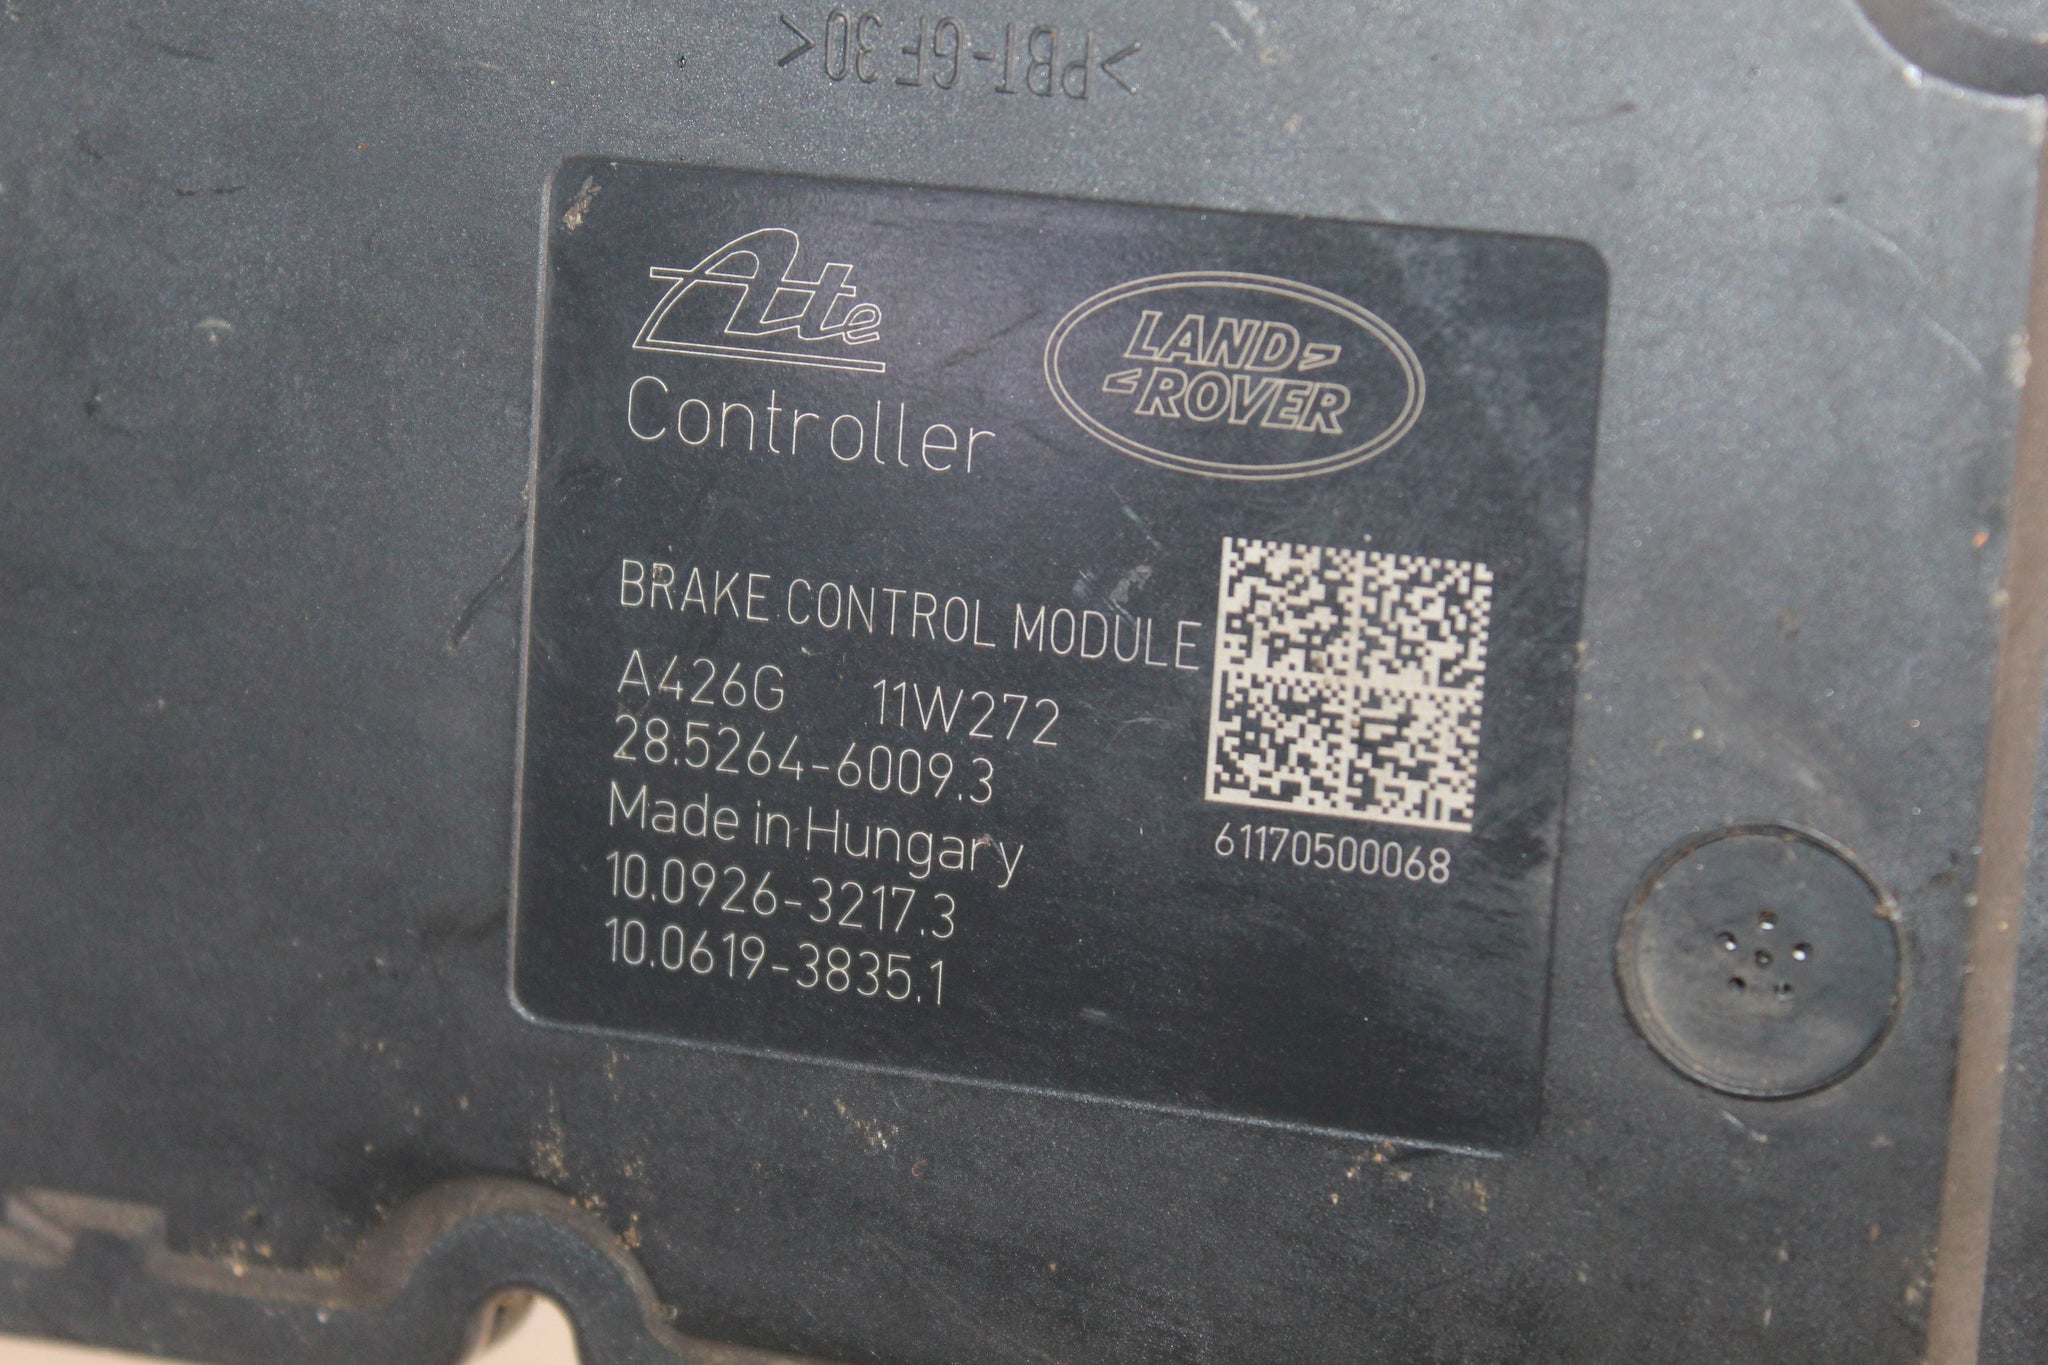 >PBT-GF30<
Ate
Controller
LAND
ROVER
BRAKE CONTROL MODULE
A426G 11W272
28.5264-6009.3
Made in Hungary
10.0926-3217.3
10.0619-3835.1
61170500068